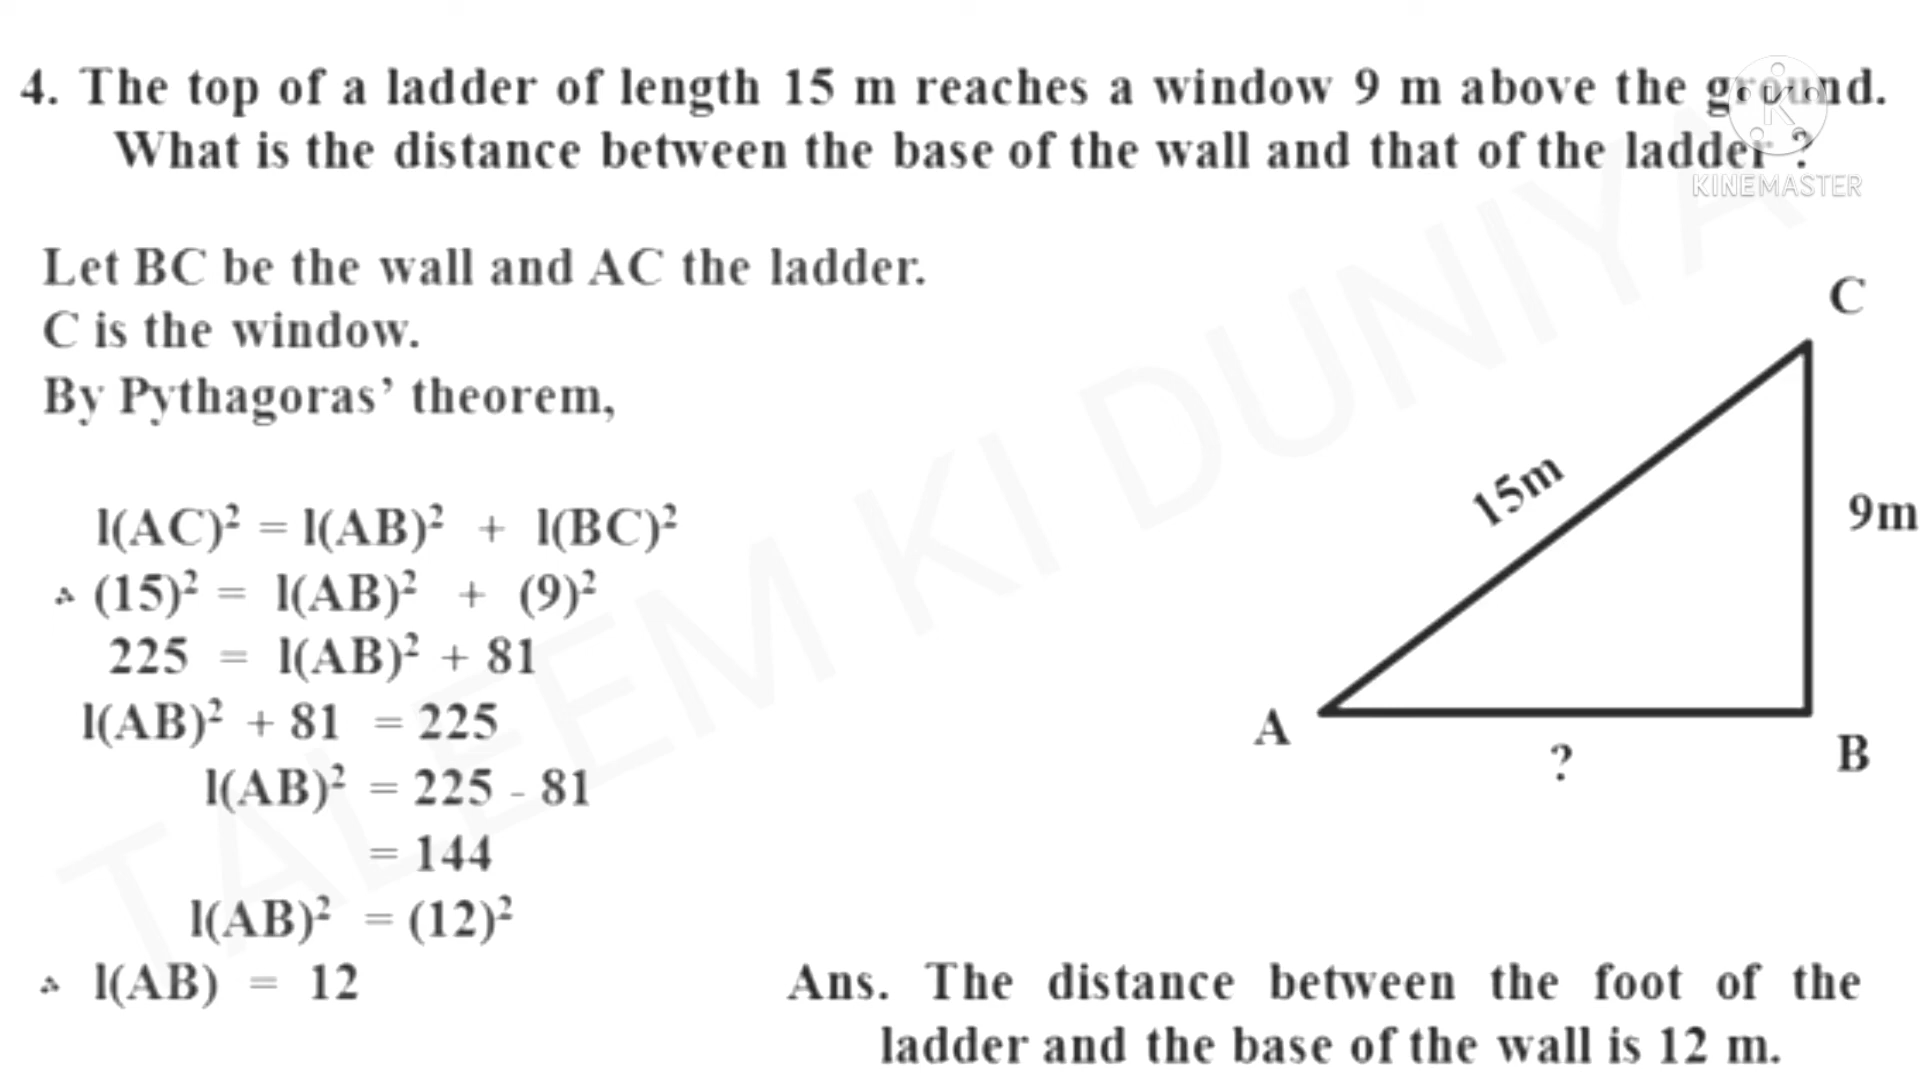 4. The top of a ladder of length 15 m reaches a window 9 m above the ground.
What is the distance between the base of the wall and that of the ladder ?
KINEMASTER
Let BC be the wall and AC the ladder.
C is the window.
By Pythagoras’ theorem,
l(AC)² = l(AB)² + l(BC)²
∴ (15)² = l(AB)² + (9)²
225 = l(AB)² + 81
l(AB)² + 81 = 225
l(AB)² = 225 - 81
= 144
l(AB)² = (12)²
∴ l(AB) = 12
C
15m
9m
A
?
B
Ans. The distance between the foot of the
ladder and the base of the wall is 12 m.
TALEEM KI DUNIYA